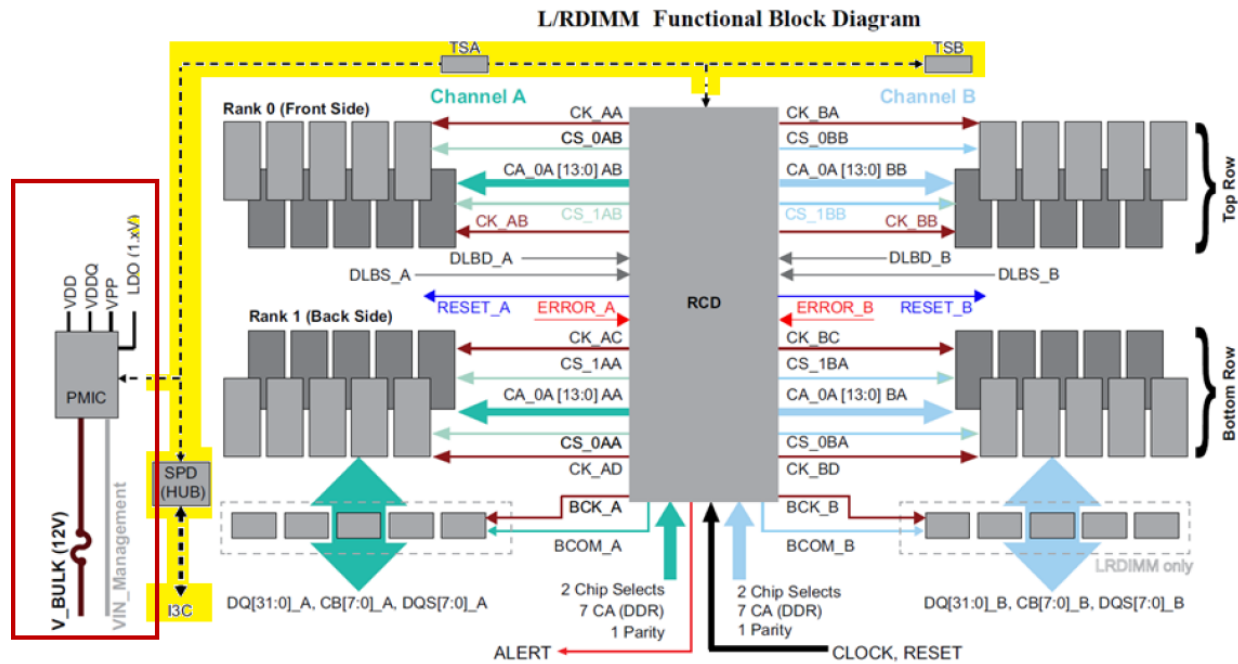 L/RDIMM Functional Block Diagram
TSA
TSB
Channel A
Channel B
Rank 0 (Front Side)
CK_AA
CK_BA
CS_0AB
CS_0BB
CA_0A [13:0] AB
CA_0A [13:0] BB
CS_1AB
CS_1BB
CK_AB
CK_BB
Top Row
DLBD_A
DLBD_B
DLBS_A
DLBS_B
RCD
RESET_A
ERROR_A
ERROR_B
RESET_B
Rank 1 (Back Side)
CK_AC
CK_BC
CS_1AA
CS_1BA
CA_0A [13:0] AA
CA_0A [13:0] BA
CS_0AA
CS_0BA
CK_AD
CK_BD
Bottom Row
VDD
VDDQ
VPP
LDO (1.xV)
PMIC
SPD
(HUB)
V_BULK (12V)
VIN_Management
I3C
BCK_A
BCK_B
BCOM_A
BCOM_B
LRDIMM only
DQ[31:0]_A, CB[7:0]_A, DQS[7:0]_A
2 Chip Selects
7 CA (DDR)
1 Parity
2 Chip Selects
7 CA (DDR)
1 Parity
DQ[31:0]_B, CB[7:0]_B, DQS[7:0]_B
ALERT
CLOCK, RESET